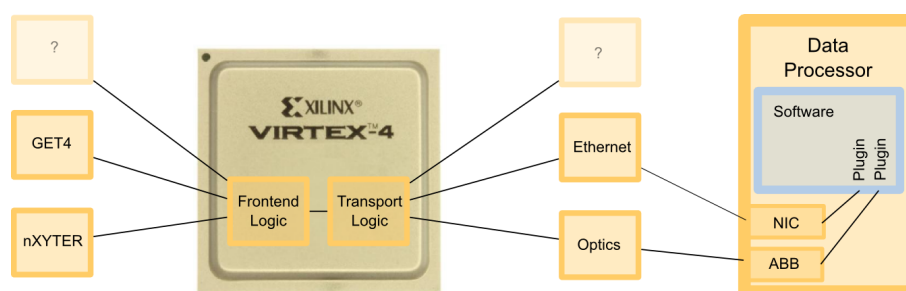 ?
GET4
nXYTER
XILINX®
VIRTEX™-4
Frontend
Logic
Transport
Logic
?
Ethernet
Optics
Data
Processor
Software
Plugin
Plugin
NIC
ABB